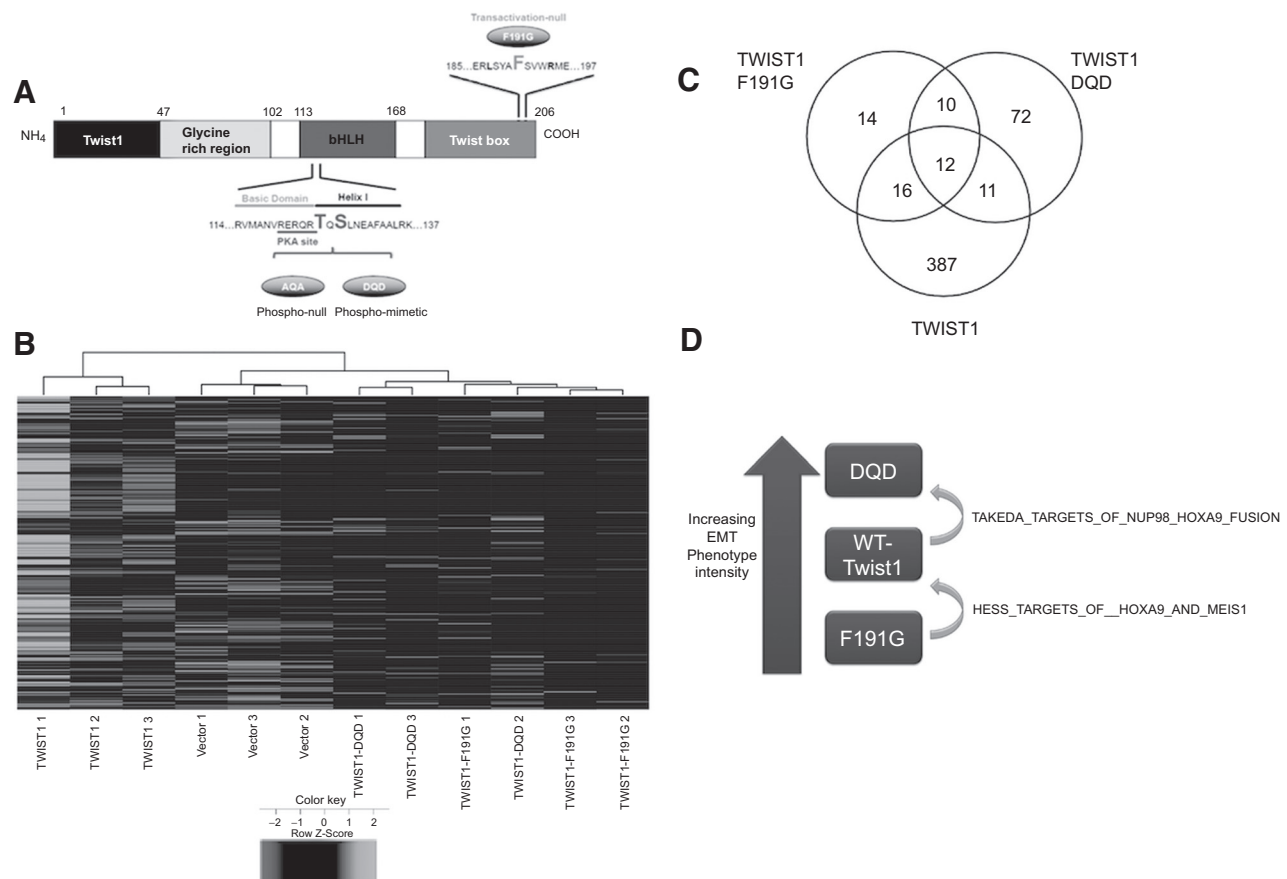 A
Transactivation-null
F191G
185...ERLSYAFSVWRME...197
1 47 102 113 168 206
NH4 Twist1 Glycine rich region bHLH Twist box COOH
Basic Domain Helix I
114...RVMANVRERQRTQSLNEAFAALRK...137
PKA site
AQA DQD
Phospho-null Phospho-mimetic
B
TWIST1 1
TWIST1 2
TWIST1 3
Vector 1
Vector 3
Vector 2
TWIST1-DQD 1
TWIST1-DQD 3
TWIST1-F191G 1
TWIST1-DQD 2
TWIST1-F191G 3
TWIST1-F191G 2
Color key
−2 −1 0 1 2
Row Z-Score
C
TWIST1
F191G
TWIST1
DQD
14 10 72
12
16 11
387
TWIST1
D
Increasing
EMT
Phenotype
intensity
DQD
TAKEDA_TARGETS_OF_NUP98_HOXA9_FUSION
WT-
Twist1
HESS_TARGETS_OF__HOXA9_AND_MEIS1
F191G